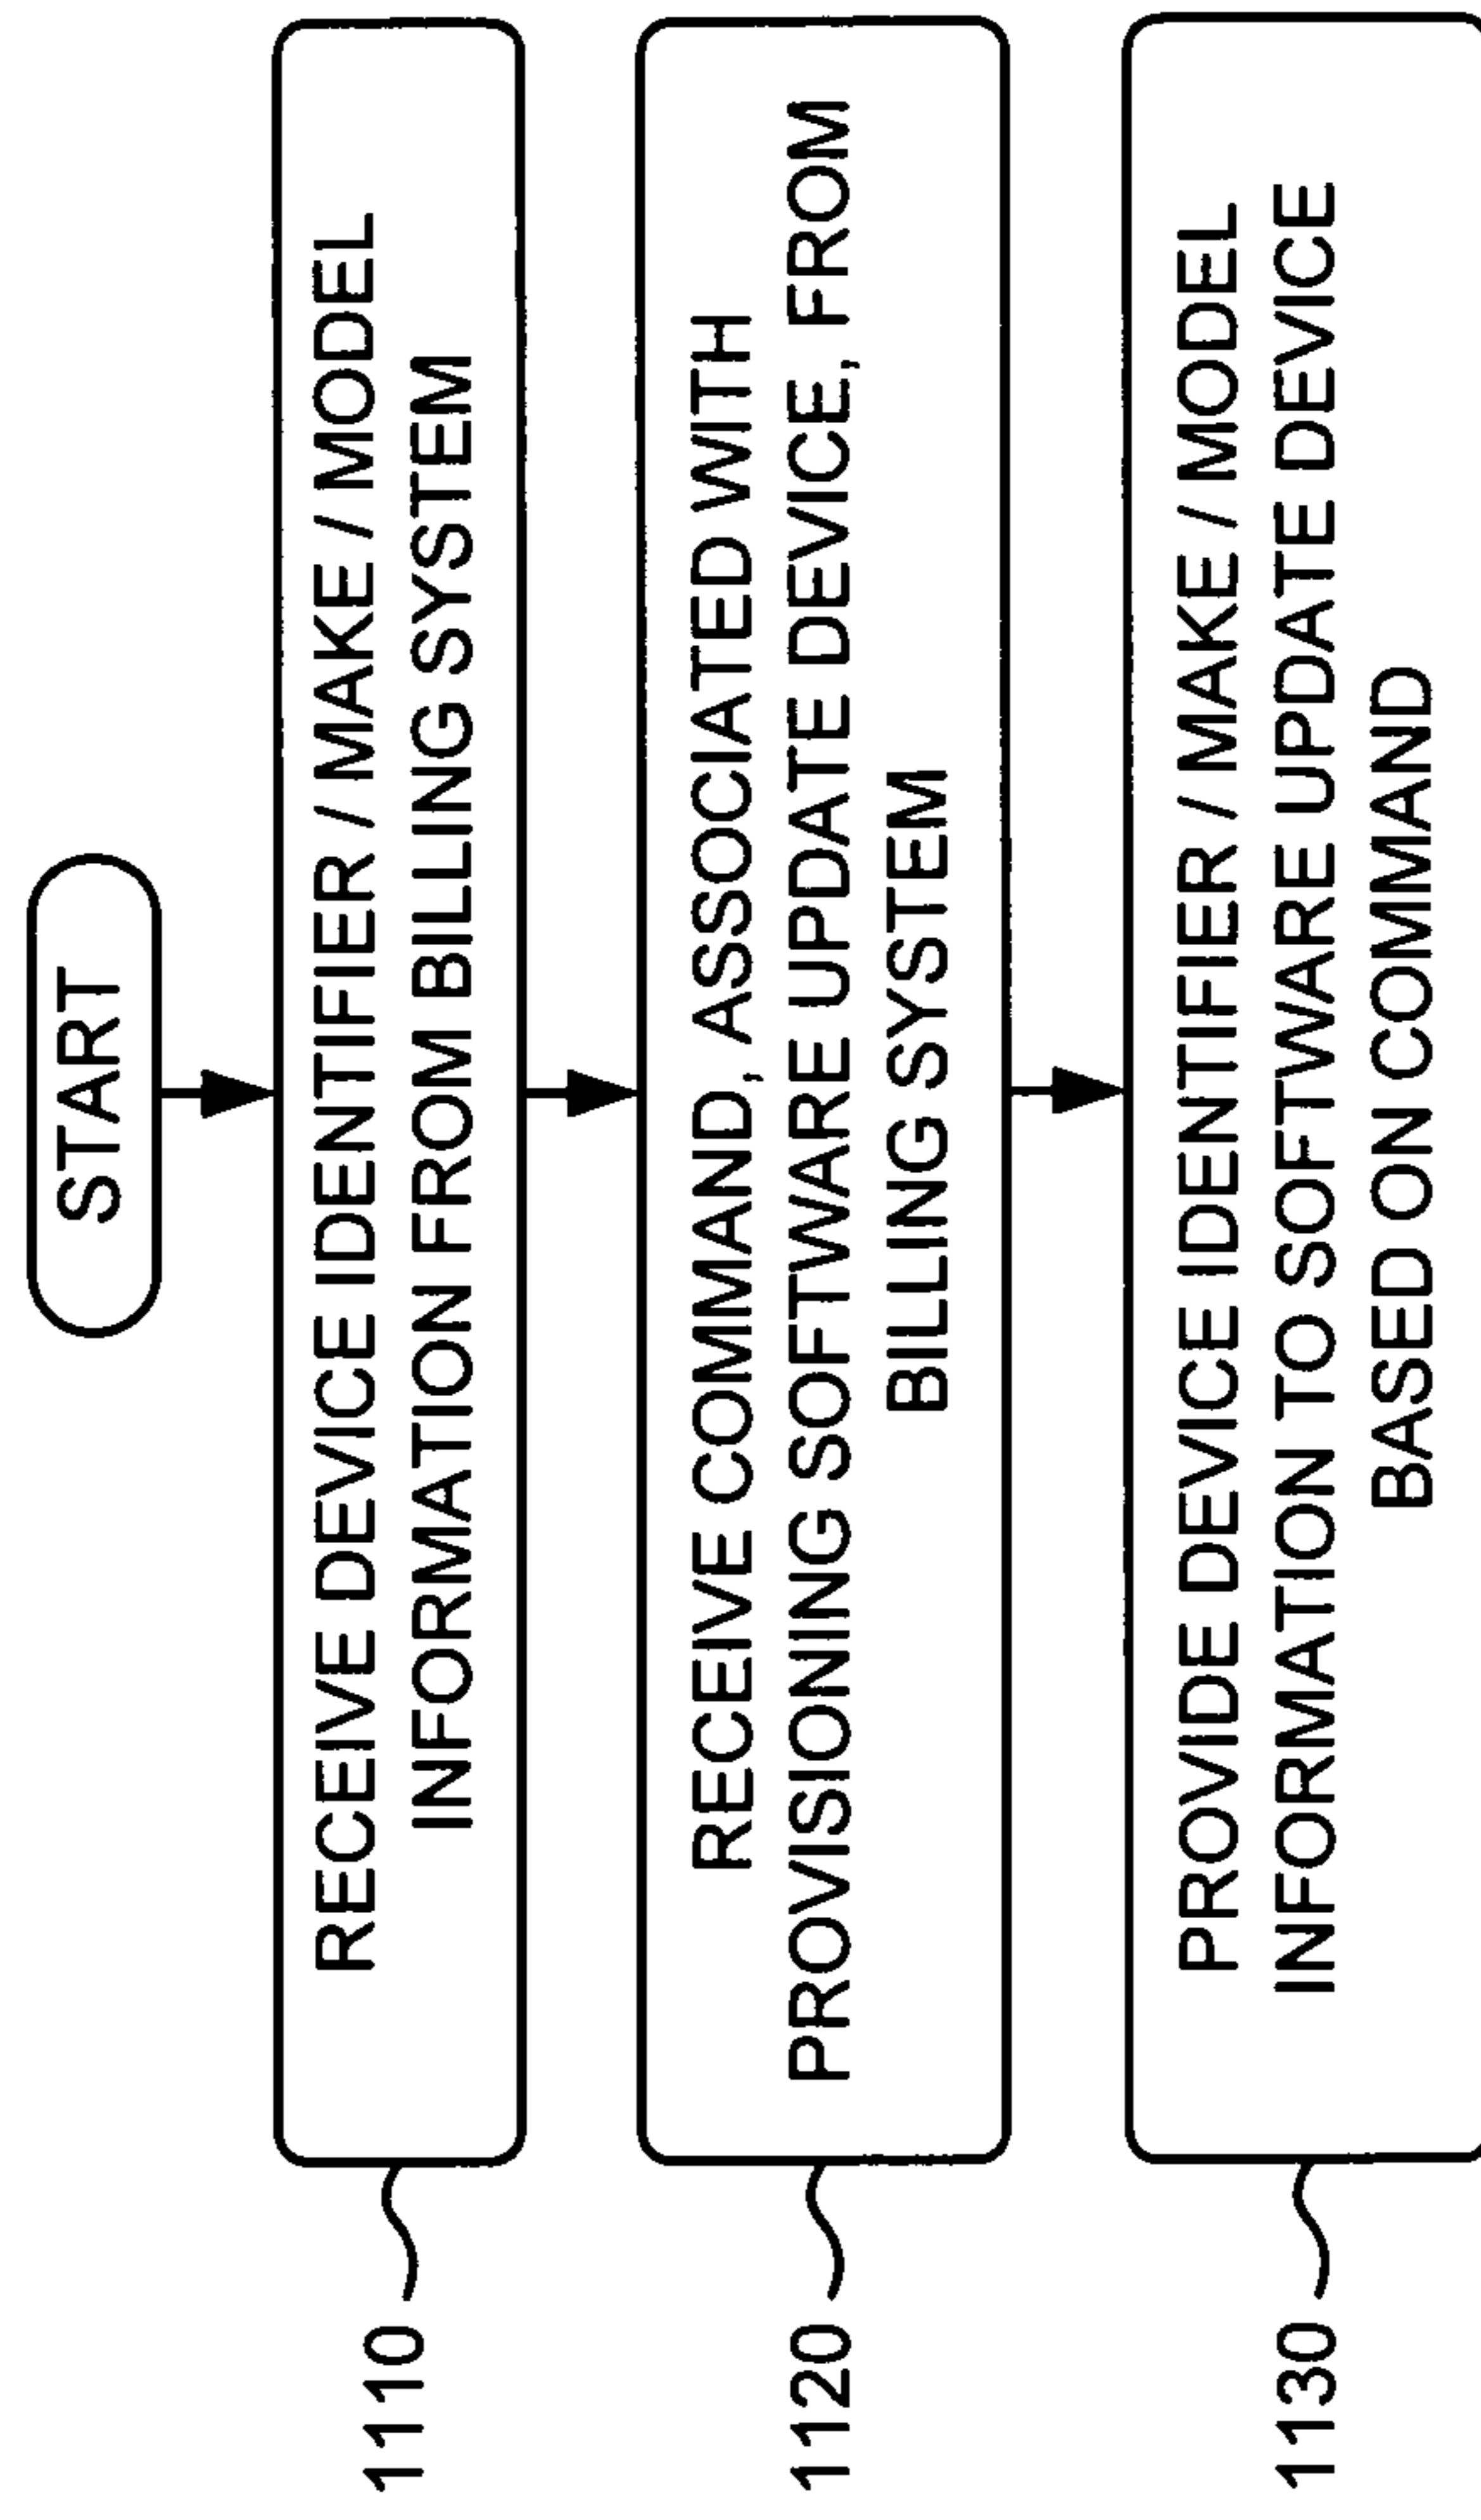 START
1110
RECEIVE DEVICE IDENTIFIER / MAKE / MODEL
INFORMATION FROM BILLING SYSTEM
1120
RECEIVE COMMAND, ASSOCIATED WITH
PROVISIONING SOFTWARE UPDATE DEVICE, FROM
BILLING SYSTEM
1130
PROVIDE DEVICE IDENTIFIER / MAKE / MODEL
INFORMATION TO SOFTWARE UPDATE DEVICE
BASED ON COMMAND